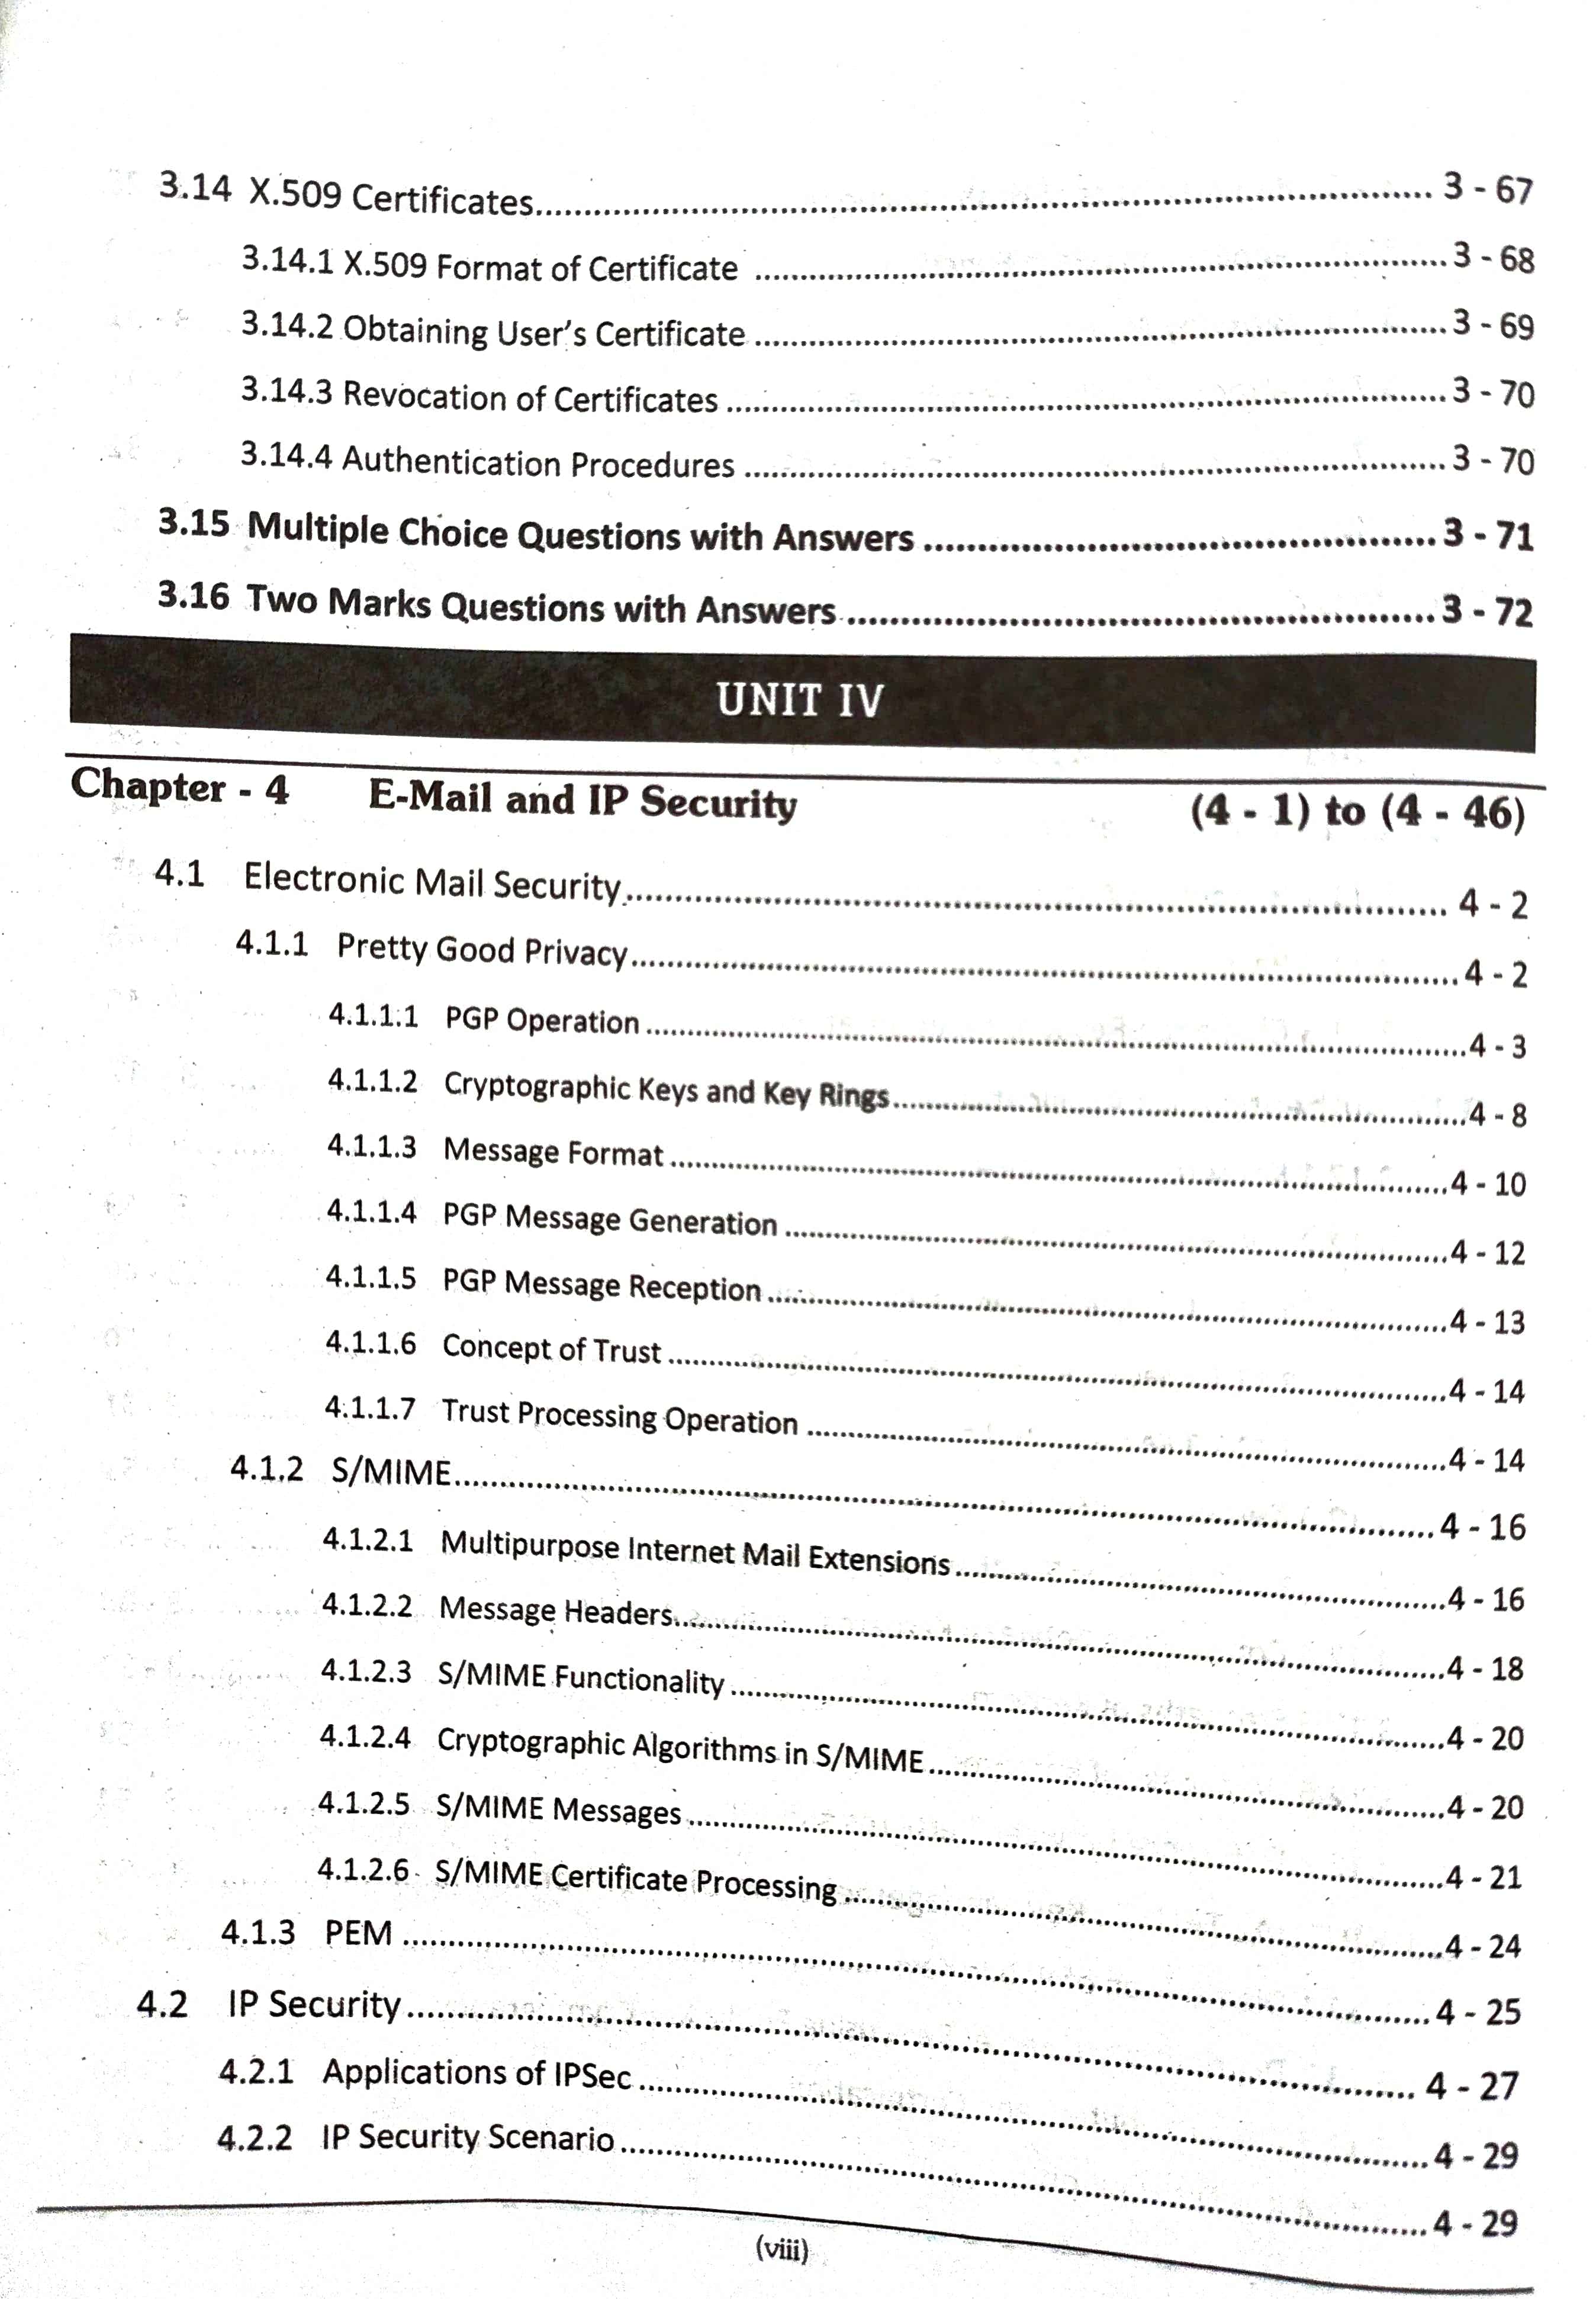 3.14 X.509 Certificates........ 3 - 67
3.14.1 X.509 Format of Certificate ........ 3 - 68
3.14.2 Obtaining User's Certificate ........ 3 - 69
3.14.3 Revocation of Certificates ........ 3 - 70
3.14.4 Authentication Procedures ........ 3 - 70
3.15 Multiple Choice Questions with Answers ........ 3 - 71
3.16 Two Marks Questions with Answers ........ 3 - 72
UNIT IV
Chapter - 4 E-Mail and IP Security (4 - 1) to (4 - 46)
4.1 Electronic Mail Security........ 4 - 2
4.1.1 Pretty Good Privacy........ 4 - 2
4.1.1.1 PGP Operation ........ 4 - 3
4.1.1.2 Cryptographic Keys and Key Rings........ 4 - 8
4.1.1.3 Message Format ........ 4 - 10
4.1.1.4 PGP Message Generation ........ 4 - 12
4.1.1.5 PGP Message Reception ........ 4 - 13
4.1.1.6 Concept of Trust ........ 4 - 14
4.1.1.7 Trust Processing Operation ........ 4 - 14
4.1.2 S/MIME........ 4 - 16
4.1.2.1 Multipurpose Internet Mail Extensions ........ 4 - 16
4.1.2.2 Message Headers........ 4 - 18
4.1.2.3 S/MIME Functionality ........ 4 - 20
4.1.2.4 Cryptographic Algorithms in S/MIME ........ 4 - 20
4.1.2.5 S/MIME Messages ........ 4 - 21
4.1.2.6 S/MIME Certificate Processing ........ 4 - 24
4.1.3 PEM ........ 4 - 25
4.2 IP Security........ 4 - 27
4.2.1 Applications of IPSec ........ 4 - 29
4.2.2 IP Security Scenario ........ 4 - 29
(viii)